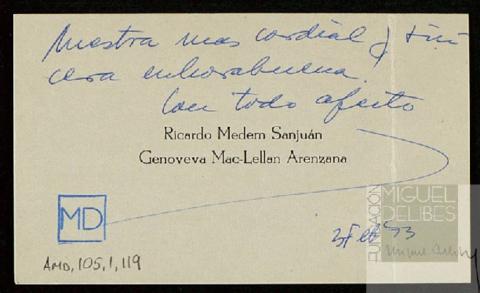 Nuestra mas cordial y sin
cera enhorabuena.
Con todo afecto
Ricardo Medem Sanjuán
Genoveva Mac-Lellan Arenzana
MD
FUNDACIÓN
MIGUEL
DELIBES
AMD, 105, 1, 119